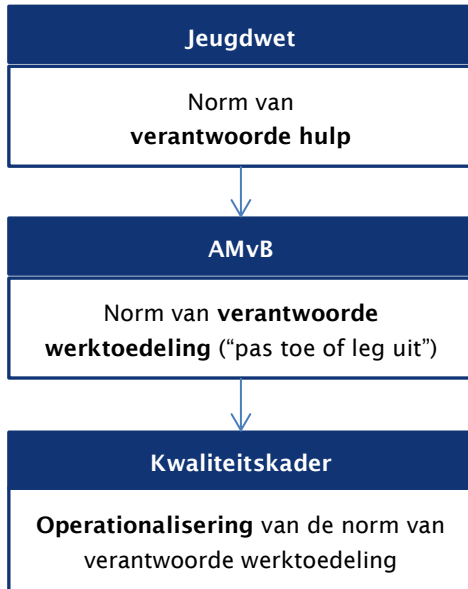 Jeugdwet
Norm van
verantwoorde hulp
AMvB
Norm van verantwoorde
werktoedeling (“pas toe of leg uit”)
Kwaliteitskader
Operationalisering van de norm van
verantwoorde werktoedeling